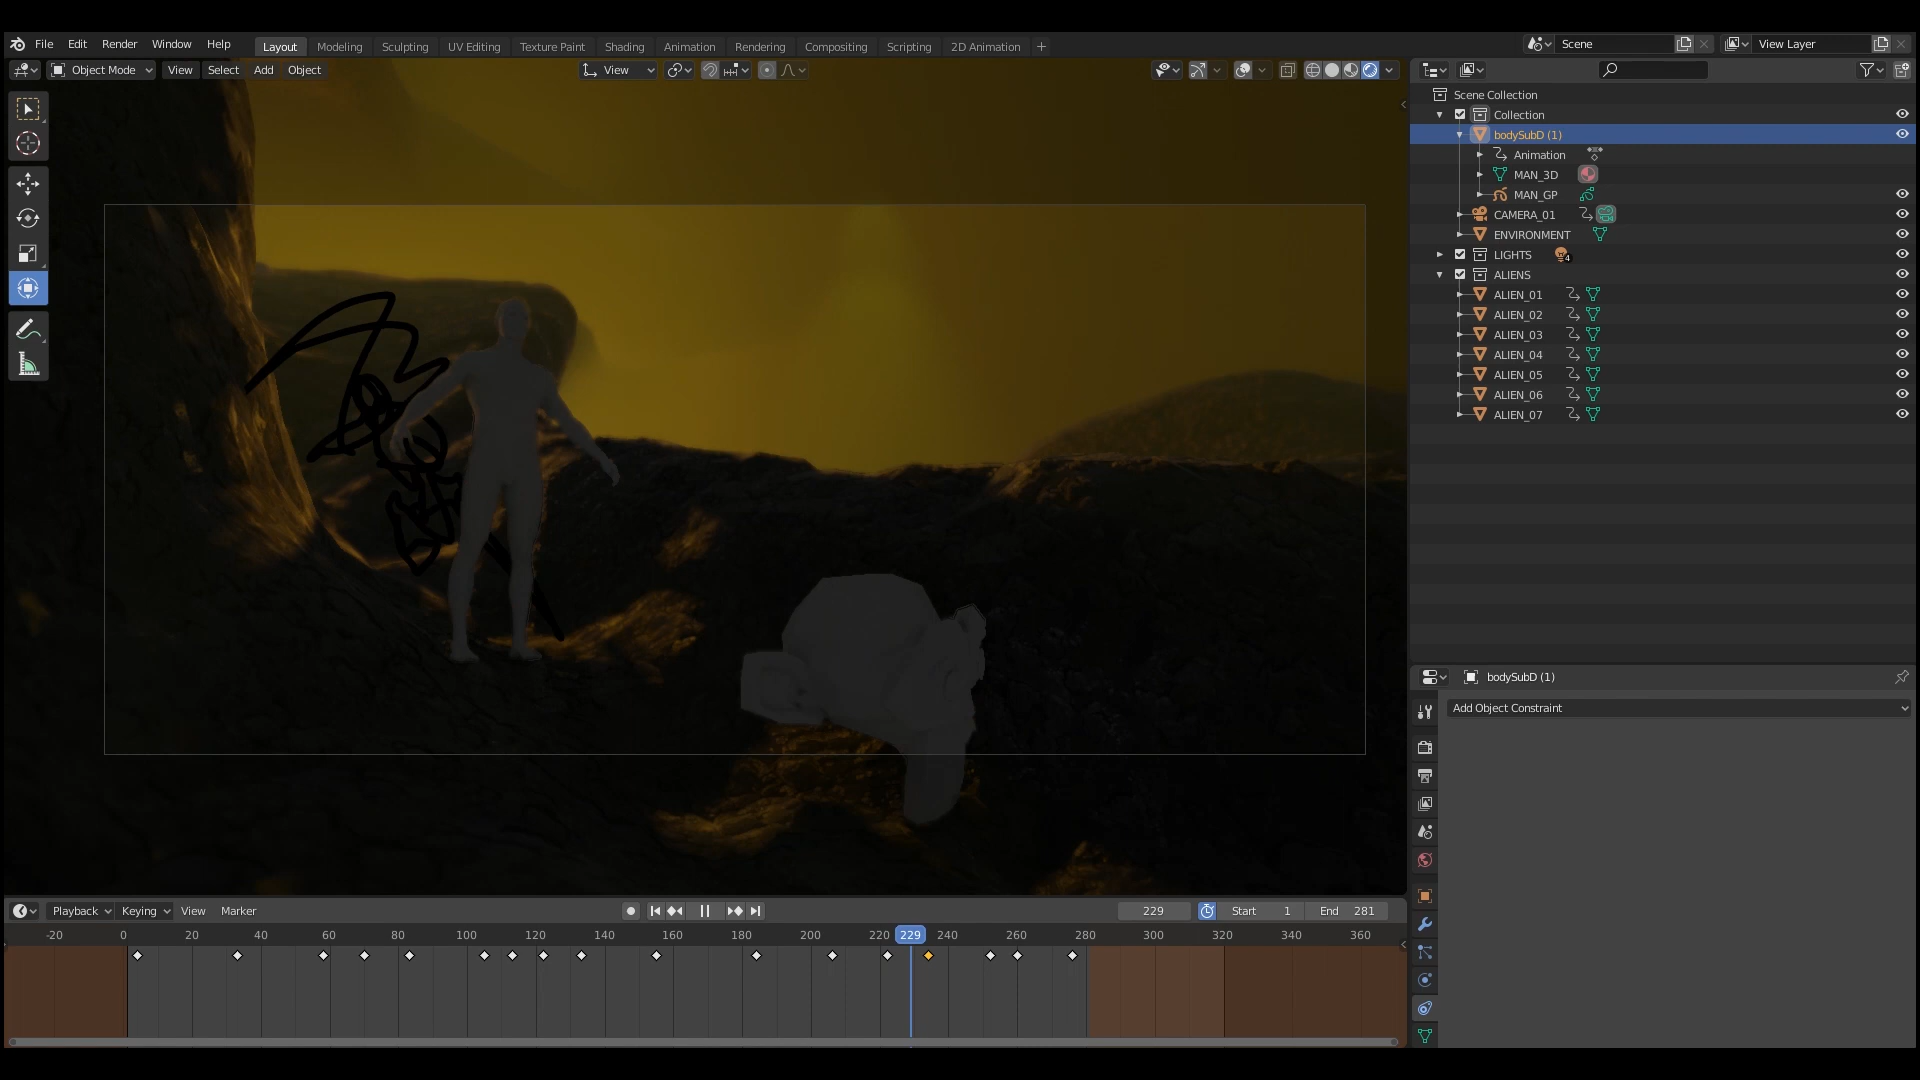 File Edit Render Window Help Layout Modeling Sculpting UV Editing Texture Paint Shading Animation Rendering Compositing Scripting 2D Animation + Scene View Layer
Object Mode View Select Add Object View
Scene Collection
Collection
bodySubD (1)
Animation
MAN_3D
MAN_GP
CAMERA_01
ENVIRONMENT
LIGHTS 4
ALIENS
ALIEN_01
ALIEN_02
ALIEN_03
ALIEN_04
ALIEN_05
ALIEN_06
ALIEN_07
bodySubD (1)
Add Object Constraint
Playback Keying View Marker 229 Start 1 End 281
-20 0 20 40 60 80 100 120 140 160 180 200 220 229 240 260 280 300 320 340 360